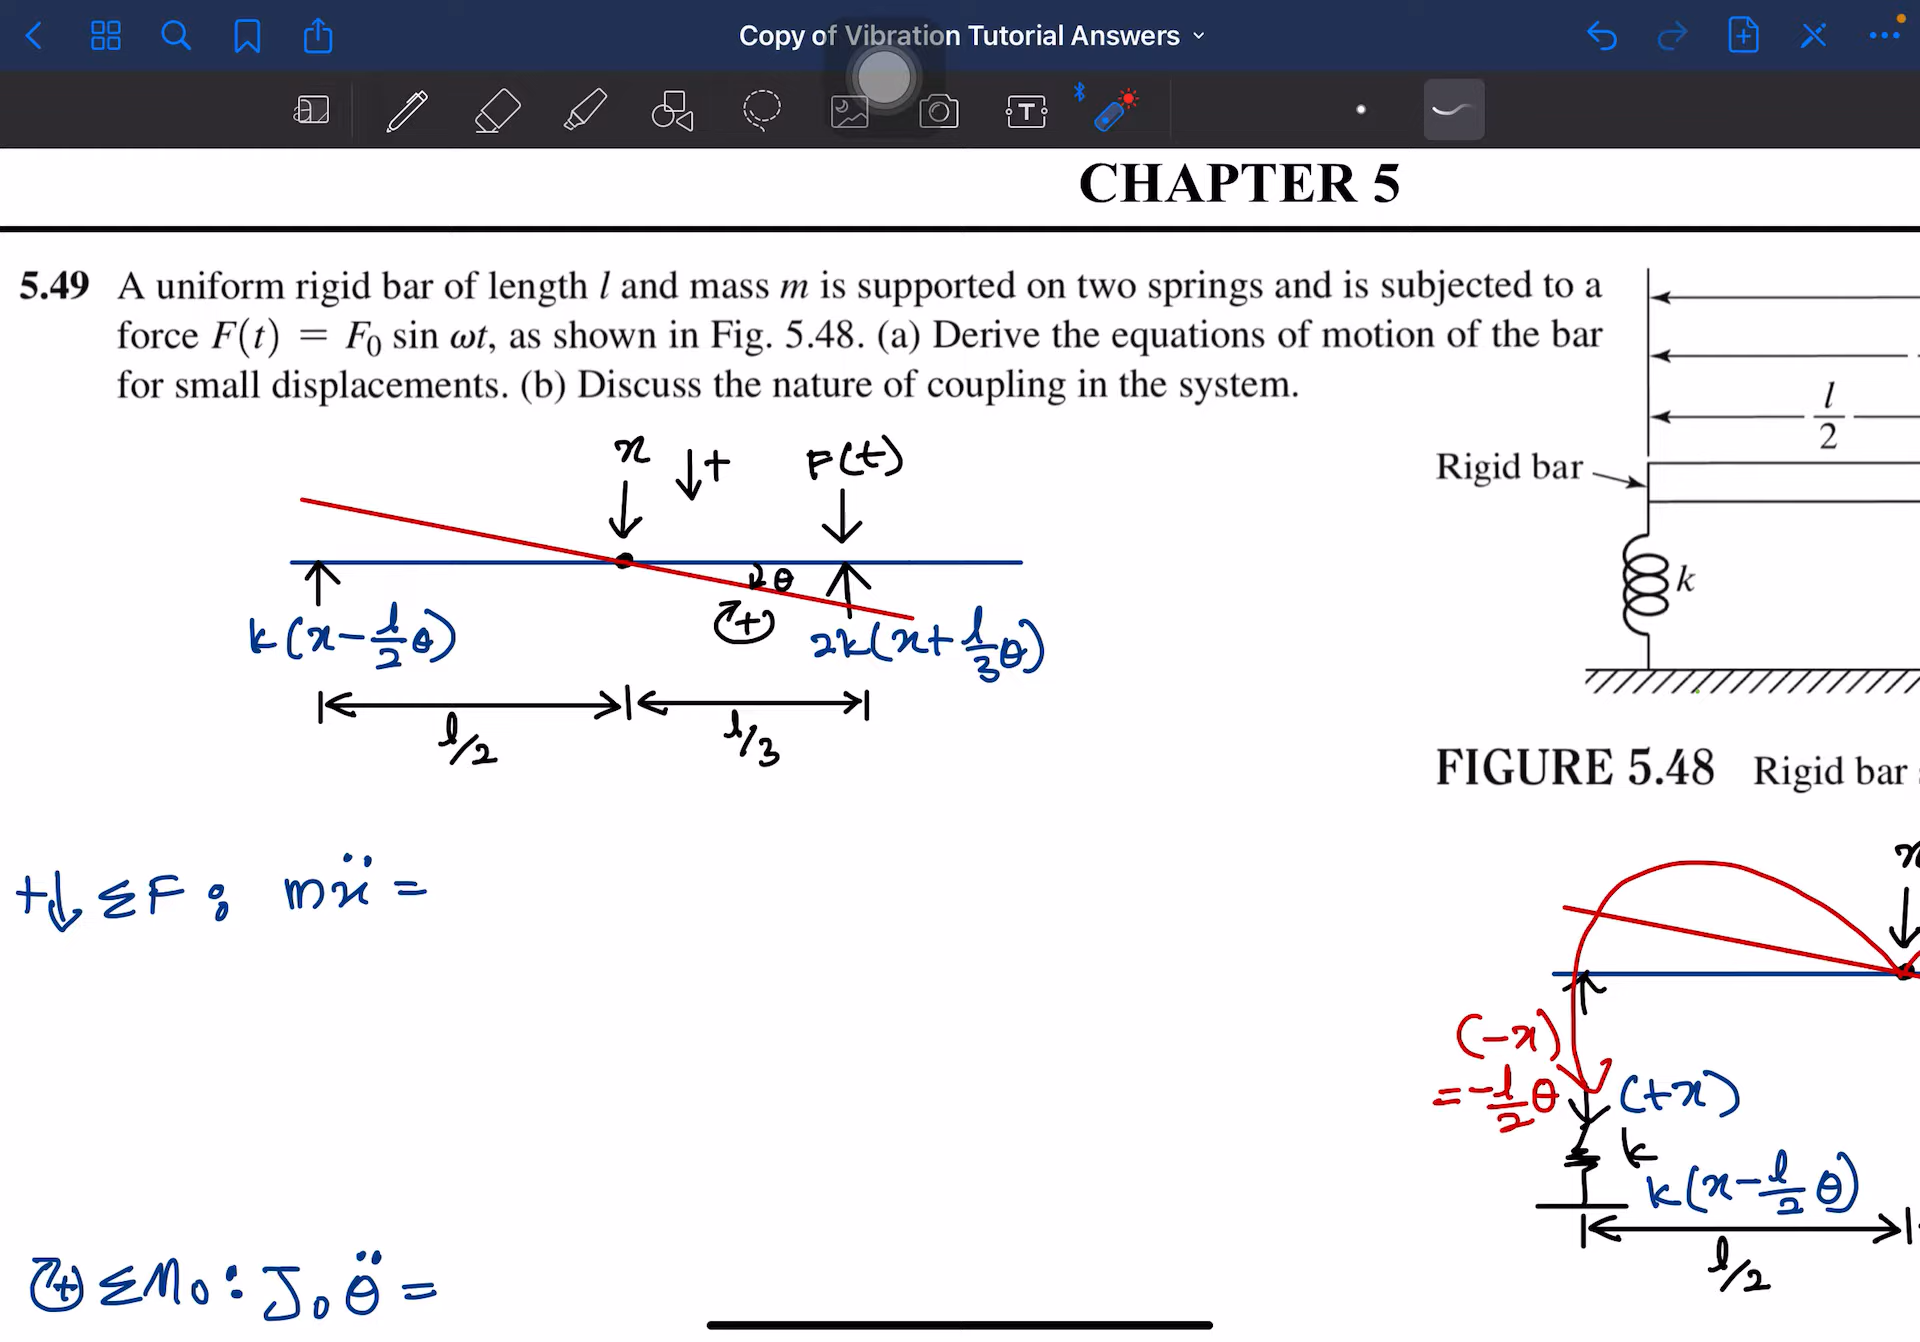 Copy of Vibration Tutorial Answers
CHAPTER 5
5.49 A uniform rigid bar of length l and mass m is supported on two springs and is subjected to a
force F(t) = F₀ sin ωt, as shown in Fig. 5.48. (a) Derive the equations of motion of the bar
for small displacements. (b) Discuss the nature of coupling in the system.
x ↓+ F(t)
θ
+
k(x - l/2 θ)
2k(x + l/3 θ)
l/2
l/3
l/2
Rigid bar
k
FIGURE 5.48 Rigid bar
+↓ ΣF : mẍ =
x
(-x)
= -l/2 θ
(+x)
k
k(x - l/2 θ)
l/2
+ ΣM₀ : J₀ θ̈ =